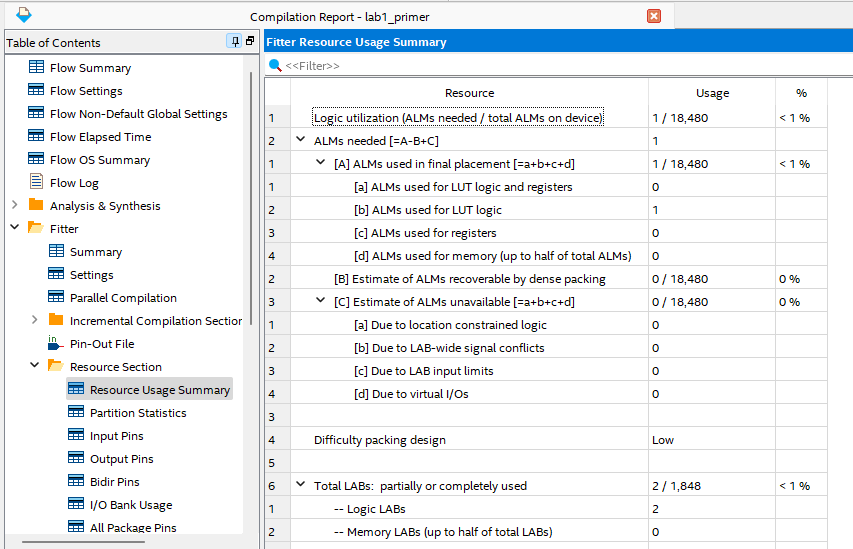 Compilation Report - lab1_primer
Table of Contents
Flow Summary
Flow Settings
Flow Non-Default Global Settings
Flow Elapsed Time
Flow OS Summary
Flow Log
Analysis & Synthesis
Fitter
Summary
Settings
Parallel Compilation
Incremental Compilation Section
Pin-Out File
Resource Section
Resource Usage Summary
Partition Statistics
Input Pins
Output Pins
Bidir Pins
I/O Bank Usage
All Package Pins
Fitter Resource Usage Summary
<<Filter>>
Resource Usage %
1 Logic utilization (ALMs needed / total ALMs on device) 1 / 18,480 < 1 %
2 ALMs needed [=A-B+C] 1
1 [A] ALMs used in final placement [=a+b+c+d] 1 / 18,480 < 1 %
1 [a] ALMs used for LUT logic and registers 0
2 [b] ALMs used for LUT logic 1
3 [c] ALMs used for registers 0
4 [d] ALMs used for memory (up to half of total ALMs) 0
2 [B] Estimate of ALMs recoverable by dense packing 0 / 18,480 0 %
3 [C] Estimate of ALMs unavailable [=a+b+c+d] 0 / 18,480 0 %
1 [a] Due to location constrained logic 0
2 [b] Due to LAB-wide signal conflicts 0
3 [c] Due to LAB input limits 0
4 [d] Due to virtual I/Os 0
3
4 Difficulty packing design Low
5
6 Total LABs: partially or completely used 2 / 1,848 < 1 %
1 -- Logic LABs 2
2 -- Memory LABs (up to half of total LABs) 0